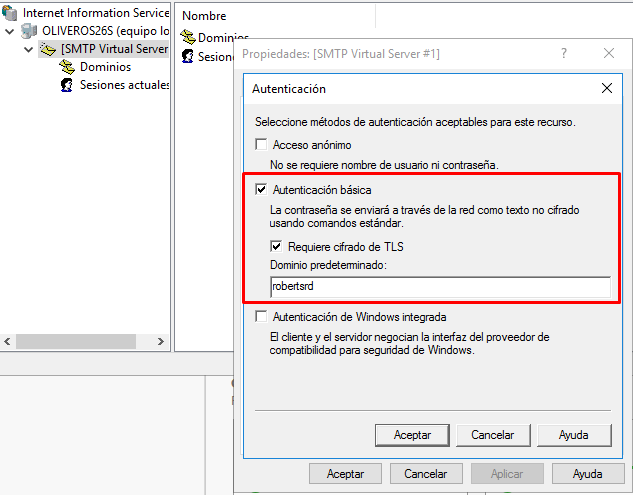 Internet Information Service
OLIVEROS26S (equipo lo
[SMTP Virtual Server
Dominios
Sesiones actuales
Nombre
Dominios
Sesio
Propiedades: [SMTP Virtual Server #1]
?
Autenticación
Seleccione métodos de autenticación aceptables para este recurso.
Acceso anónimo
No se requiere nombre de usuario ni contraseña.
Autenticación básica
La contraseña se enviará a través de la red como texto no cifrado
usando comandos estándar.
Requiere cifrado de TLS
Dominio predeterminado:
robertsrd
Autenticación de Windows integrada
El cliente y el servidor negocian la interfaz del proveedor de
compatibilidad para seguridad de Windows.
Aceptar Cancelar Ayuda
Aceptar Cancelar Aplicar Ayuda